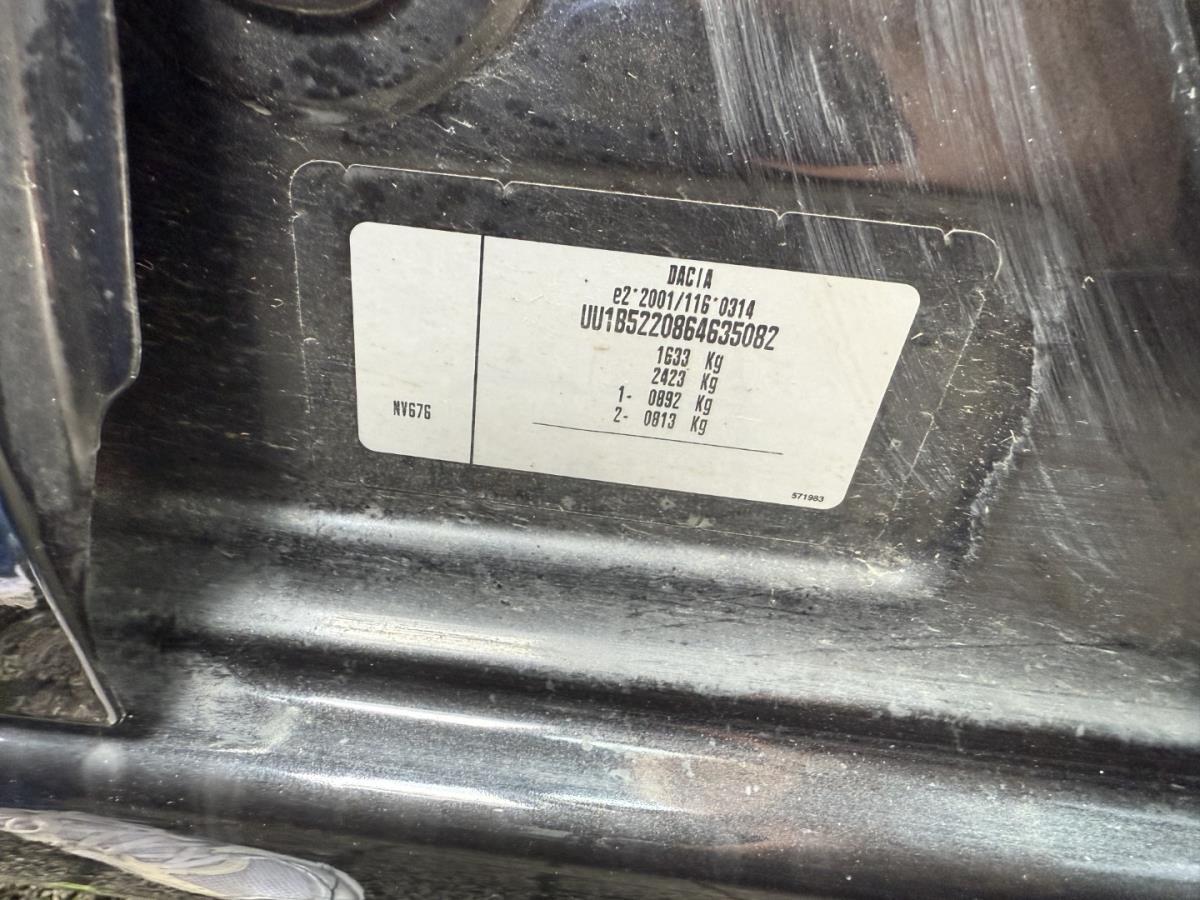 DACIA
e2*2001/116*0314
UU1B5220864635082
1633 Kg
2423 Kg
1- 0892 Kg
2- 0813 Kg
NV676
571983